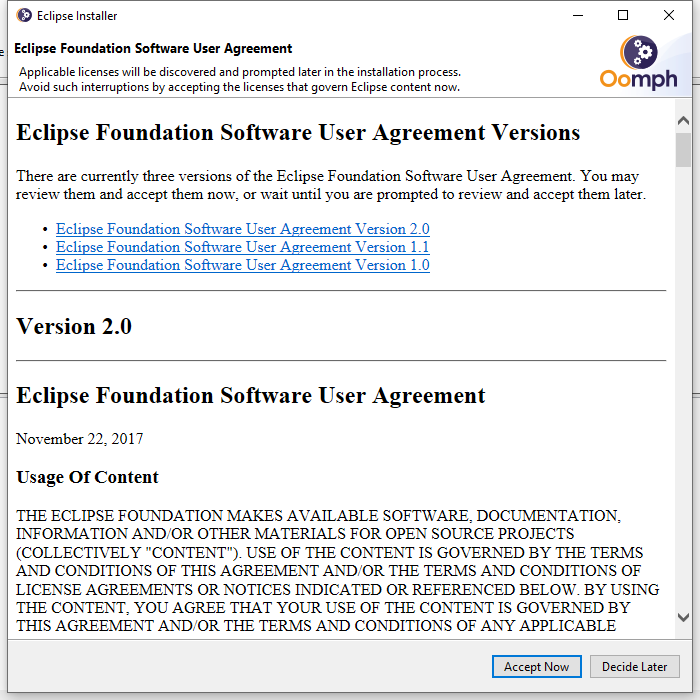 Eclipse Installer
Eclipse Foundation Software User Agreement
Applicable licenses will be discovered and prompted later in the installation process.
Avoid such interruptions by accepting the licenses that govern Eclipse content now.
Oomph
Eclipse Foundation Software User Agreement Versions
There are currently three versions of the Eclipse Foundation Software User Agreement. You may
review them and accept them now, or wait until you are prompted to review and accept them later.
• Eclipse Foundation Software User Agreement Version 2.0
• Eclipse Foundation Software User Agreement Version 1.1
• Eclipse Foundation Software User Agreement Version 1.0
Version 2.0
Eclipse Foundation Software User Agreement
November 22, 2017
Usage Of Content
THE ECLIPSE FOUNDATION MAKES AVAILABLE SOFTWARE, DOCUMENTATION,
INFORMATION AND/OR OTHER MATERIALS FOR OPEN SOURCE PROJECTS
(COLLECTIVELY "CONTENT"). USE OF THE CONTENT IS GOVERNED BY THE TERMS
AND CONDITIONS OF THIS AGREEMENT AND/OR THE TERMS AND CONDITIONS OF
LICENSE AGREEMENTS OR NOTICES INDICATED OR REFERENCED BELOW. BY USING
THE CONTENT, YOU AGREE THAT YOUR USE OF THE CONTENT IS GOVERNED BY
THIS AGREEMENT AND/OR THE TERMS AND CONDITIONS OF ANY APPLICABLE
Accept Now
Decide Later